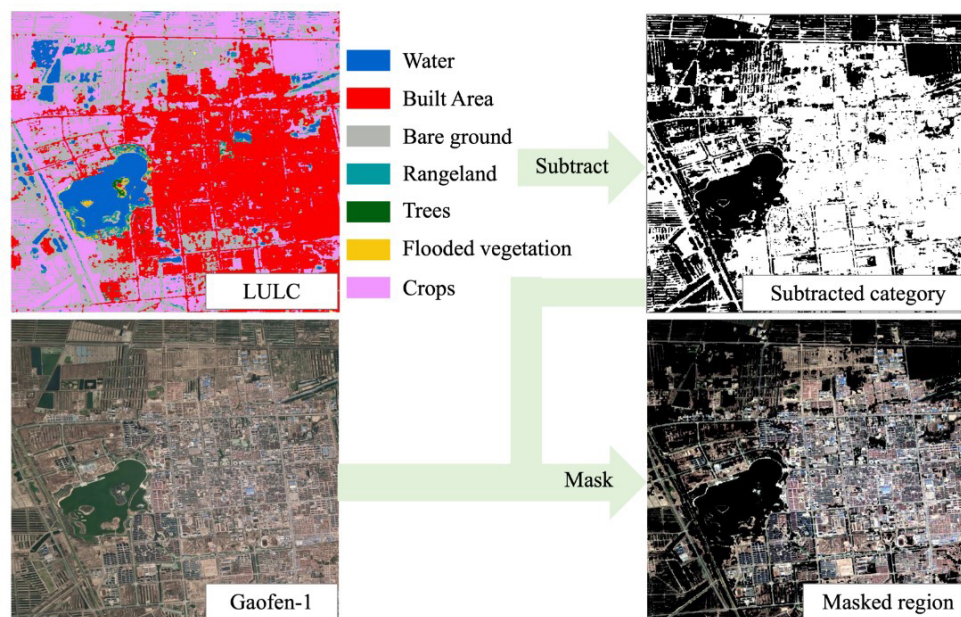 Water
Built Area
Bare ground
Rangeland
Trees
Flooded vegetation
Crops
LULC
Subtract
Subtracted category
Gaofen-1
Mask
Masked region